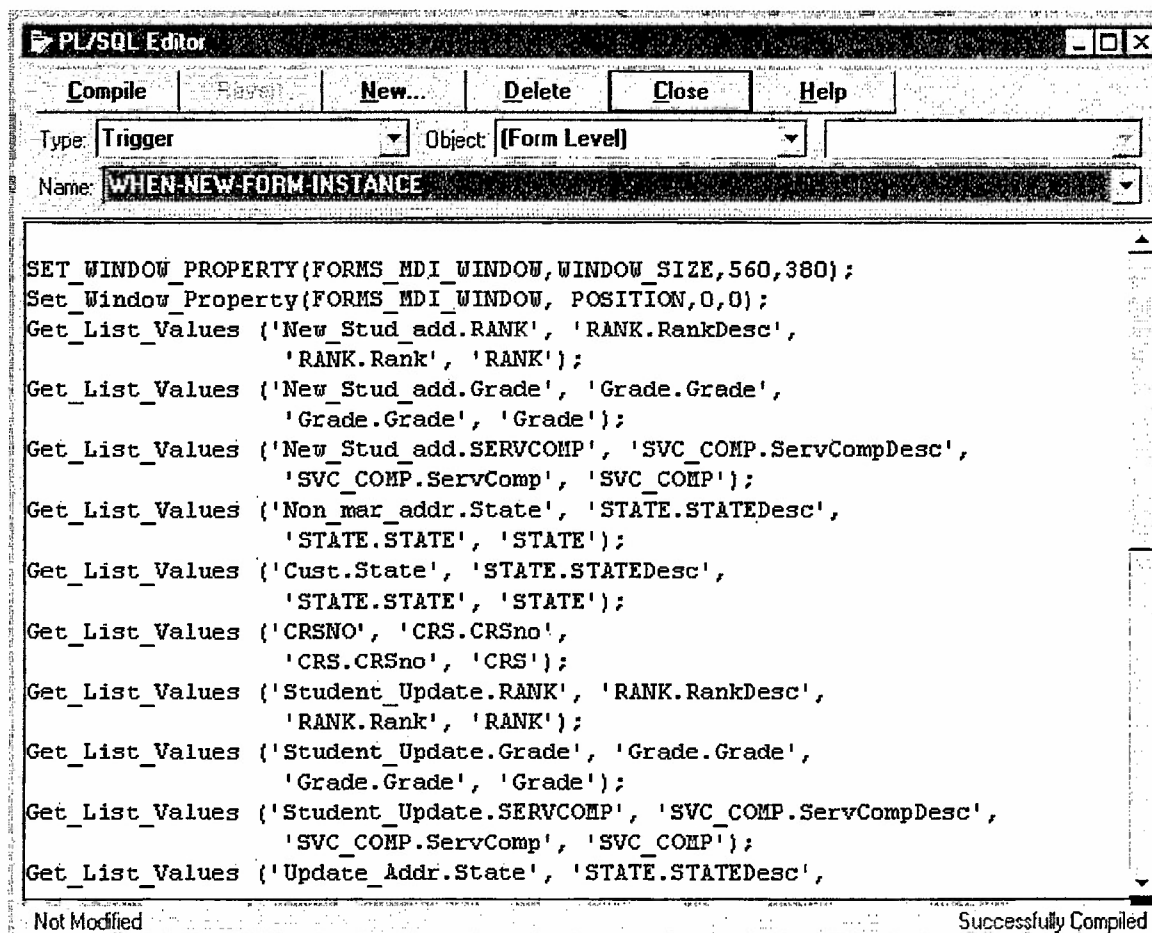 PL/SQL Editor
Compile Revert New... Delete Close Help
Type: Trigger Object: (Form Level)
Name: WHEN-NEW-FORM-INSTANCE
SET_WINDOW_PROPERTY(FORMS_MDI_WINDOW,WINDOW_SIZE,560,380);
Set_Window_Property(FORMS_MDI_WINDOW, POSITION,0,0);
Get_List_Values ('New_Stud_add.RANK', 'RANK.RankDesc',
'RANK.Rank', 'RANK');
Get_List_Values ('New_Stud_add.Grade', 'Grade.Grade',
'Grade.Grade', 'Grade');
Get_List_Values ('New_Stud_add.SERVCOMP', 'SVC_COMP.ServCompDesc',
'SVC_COMP.ServComp', 'SVC_COMP');
Get_List_Values ('Non_mar_addr.State', 'STATE.STATEDesc',
'STATE.STATE', 'STATE');
Get_List_Values ('Cust.State', 'STATE.STATEDesc',
'STATE.STATE', 'STATE');
Get_List_Values ('CRSNO', 'CRS.CRSno',
'CRS.CRSno', 'CRS');
Get_List_Values ('Student_Update.RANK', 'RANK.RankDesc',
'RANK.Rank', 'RANK');
Get_List_Values ('Student_Update.Grade', 'Grade.Grade',
'Grade.Grade', 'Grade');
Get_List_Values ('Student_Update.SERVCOMP', 'SVC_COMP.ServCompDesc',
'SVC_COMP.ServComp', 'SVC_COMP');
Get_List_Values ('Update_Addr.State', 'STATE.STATEDesc',
Not Modified Successfully Compiled